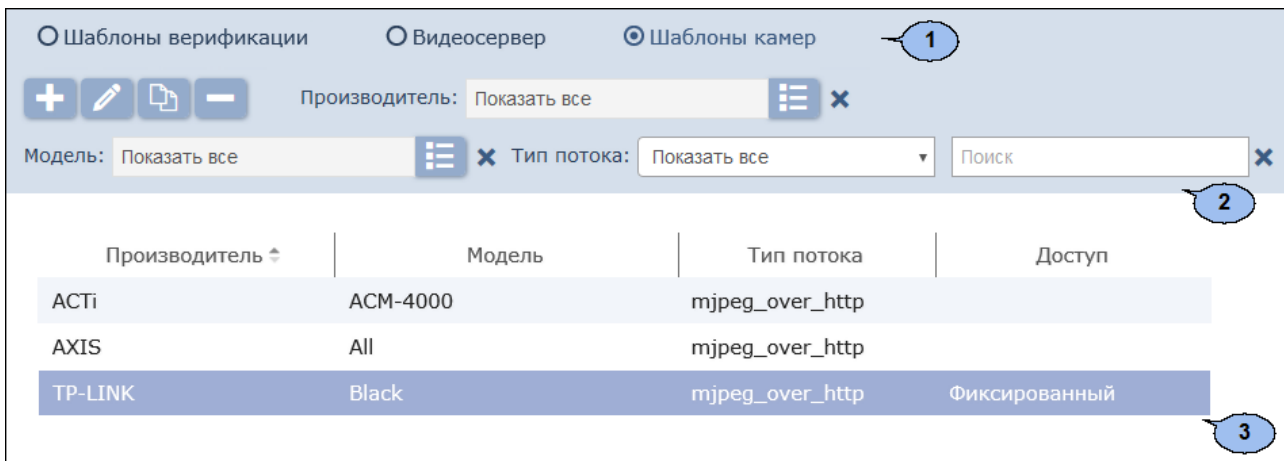 Шаблоны верификации Видеосервер Шаблоны камер 1
Производитель: Показать все
Модель: Показать все Тип потока: Показать все Поиск
2
Производитель Модель Тип потока Доступ
ACTi ACM-4000 mjpeg_over_http
AXIS All mjpeg_over_http
TP-LINK Black mjpeg_over_http Фиксированный
3